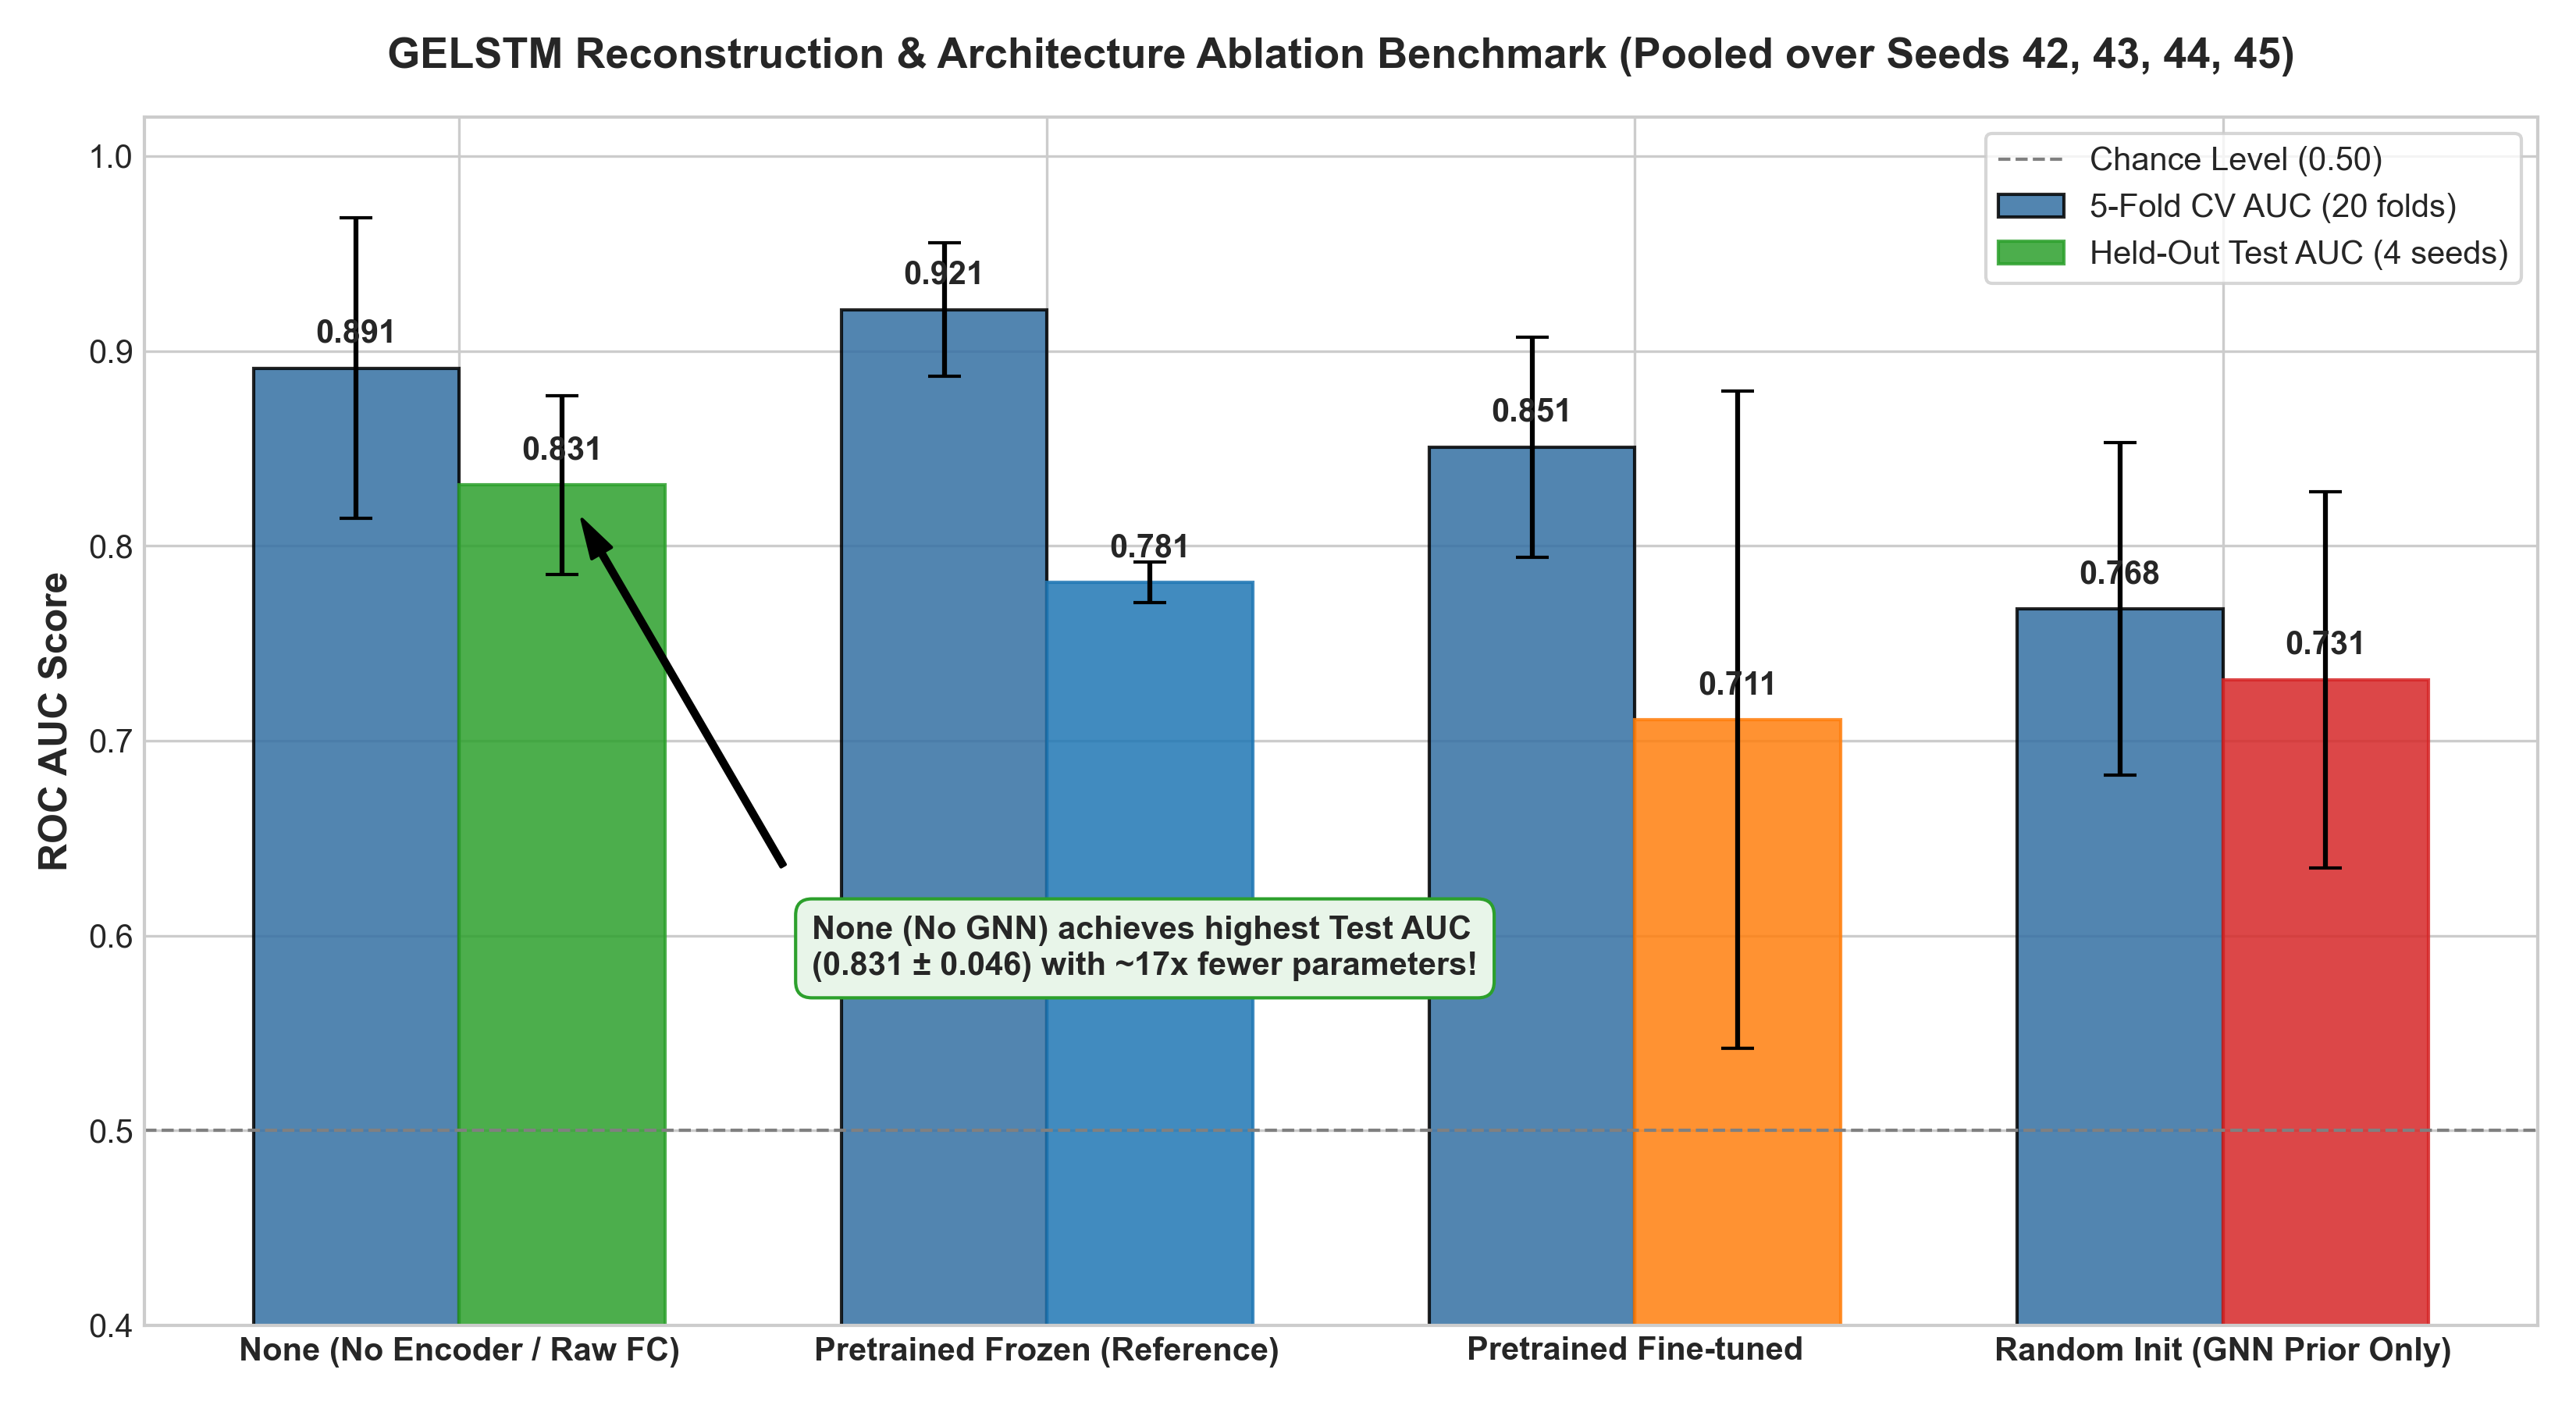 GELSTM Reconstruction & Architecture Ablation Benchmark (Pooled over Seeds 42, 43, 44, 45)
Chance Level (0.50)
5-Fold CV AUC (20 folds)
Held-Out Test AUC (4 seeds)
ROC AUC Score
1.0
0.9
0.8
0.7
0.6
0.5
0.4
0.891
0.831
0.921
0.781
0.851
0.711
0.768
0.731
None (No GNN) achieves highest Test AUC
(0.831 ± 0.046) with ~17x fewer parameters!
None (No Encoder / Raw FC)
Pretrained Frozen (Reference)
Pretrained Fine-tuned
Random Init (GNN Prior Only)